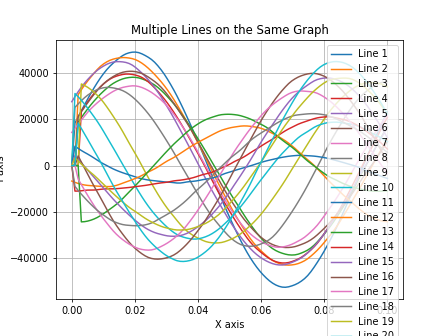 Multiple Lines on the Same Graph
40000
20000
0
−20000
−40000
0.00
0.02
0.04
0.06
X axis
Line 1
Line 2
Line 3
Line 4
Line 5
Line 6
Line 7
Line 8
Line 9
Line 10
Line 11
Line 12
Line 13
Line 14
Line 15
Line 16
Line 17
Line 18
Line 19